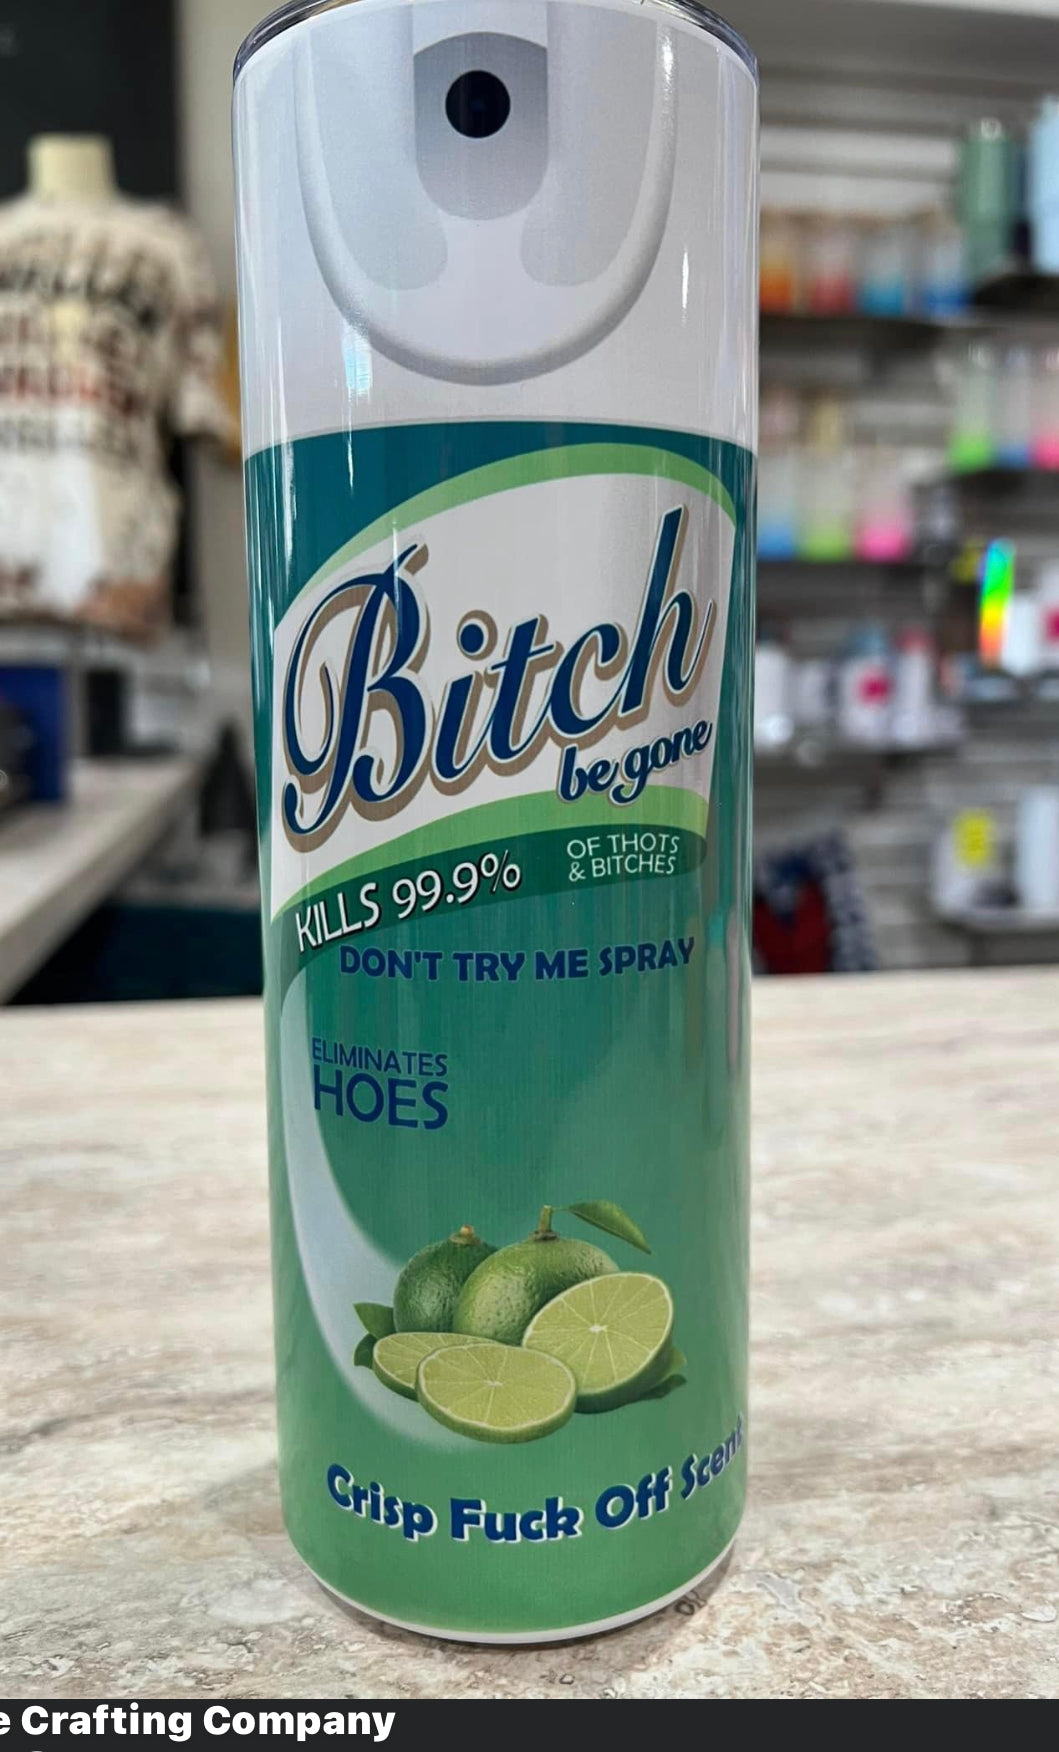 Bitch
be gone
KILLS 99.9%
OF THOTS
& BITCHES
DON'T TRY ME SPRAY
ELIMINATES
HOES
Crisp Fuck Off Scent
Crafting Company